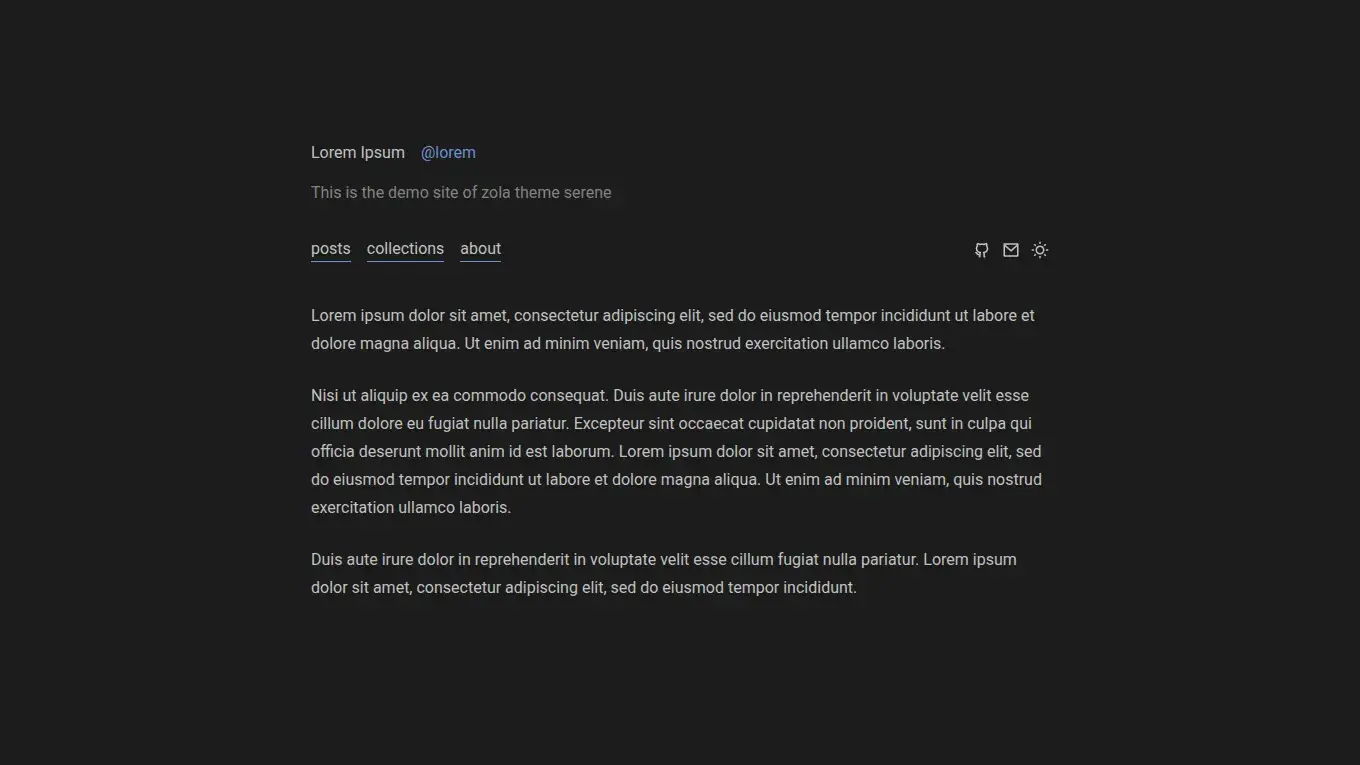 Lorem Ipsum @lorem
This is the demo site of zola theme serene
posts collections about
Lorem ipsum dolor sit amet, consectetur adipiscing elit, sed do eiusmod tempor incididunt ut labore et
dolore magna aliqua. Ut enim ad minim veniam, quis nostrud exercitation ullamco laboris.
Nisi ut aliquip ex ea commodo consequat. Duis aute irure dolor in reprehenderit in voluptate velit esse
cillum dolore eu fugiat nulla pariatur. Excepteur sint occaecat cupidatat non proident, sunt in culpa qui
officia deserunt mollit anim id est laborum. Lorem ipsum dolor sit amet, consectetur adipiscing elit, sed
do eiusmod tempor incididunt ut labore et dolore magna aliqua. Ut enim ad minim veniam, quis nostrud
exercitation ullamco laboris.
Duis aute irure dolor in reprehenderit in voluptate velit esse cillum fugiat nulla pariatur. Lorem ipsum
dolor sit amet, consectetur adipiscing elit, sed do eiusmod tempor incididunt.